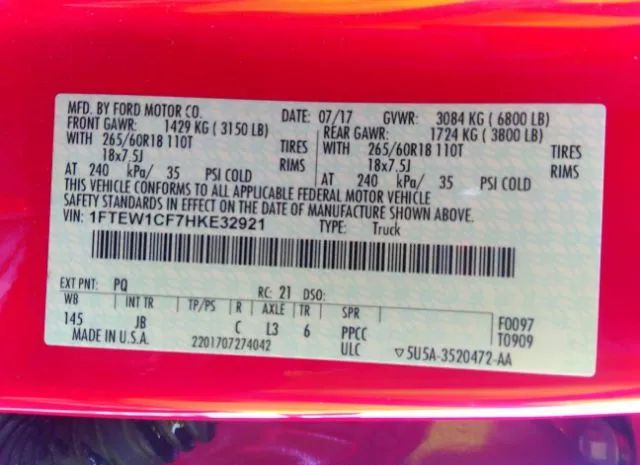 MFD. BY FORD MOTOR CO.
DATE: 07/17 GVWR: 3084 KG ( 6800 LB)
FRONT GAWR: 1429 KG ( 3150 LB)
REAR GAWR: 1724 KG ( 3800 LB)
WITH 265/60R18 110T TIRES
WITH 265/60R18 110T TIRES
18x7.5J RIMS
18x7.5J RIMS
AT 240 kPa/ 35 PSI COLD
AT 240 kPa/ 35 PSI COLD
THIS VEHICLE CONFORMS TO ALL APPLICABLE FEDERAL MOTOR VEHICLE
SAFETY STANDARDS IN EFFECT ON THE DATE OF MANUFACTURE SHOWN ABOVE.
VIN: 1FTEW1CF7HKE32921 TYPE: Truck
EXT PNT: PQ RC: 21 DSO:
WB INT TR TP/PS R AXLE TR SPR
145 JB C L3 6 PPCC F0097
ULC T0909
MADE IN U.S.A. 2201707274042 ▽5U5A-3520472-AA